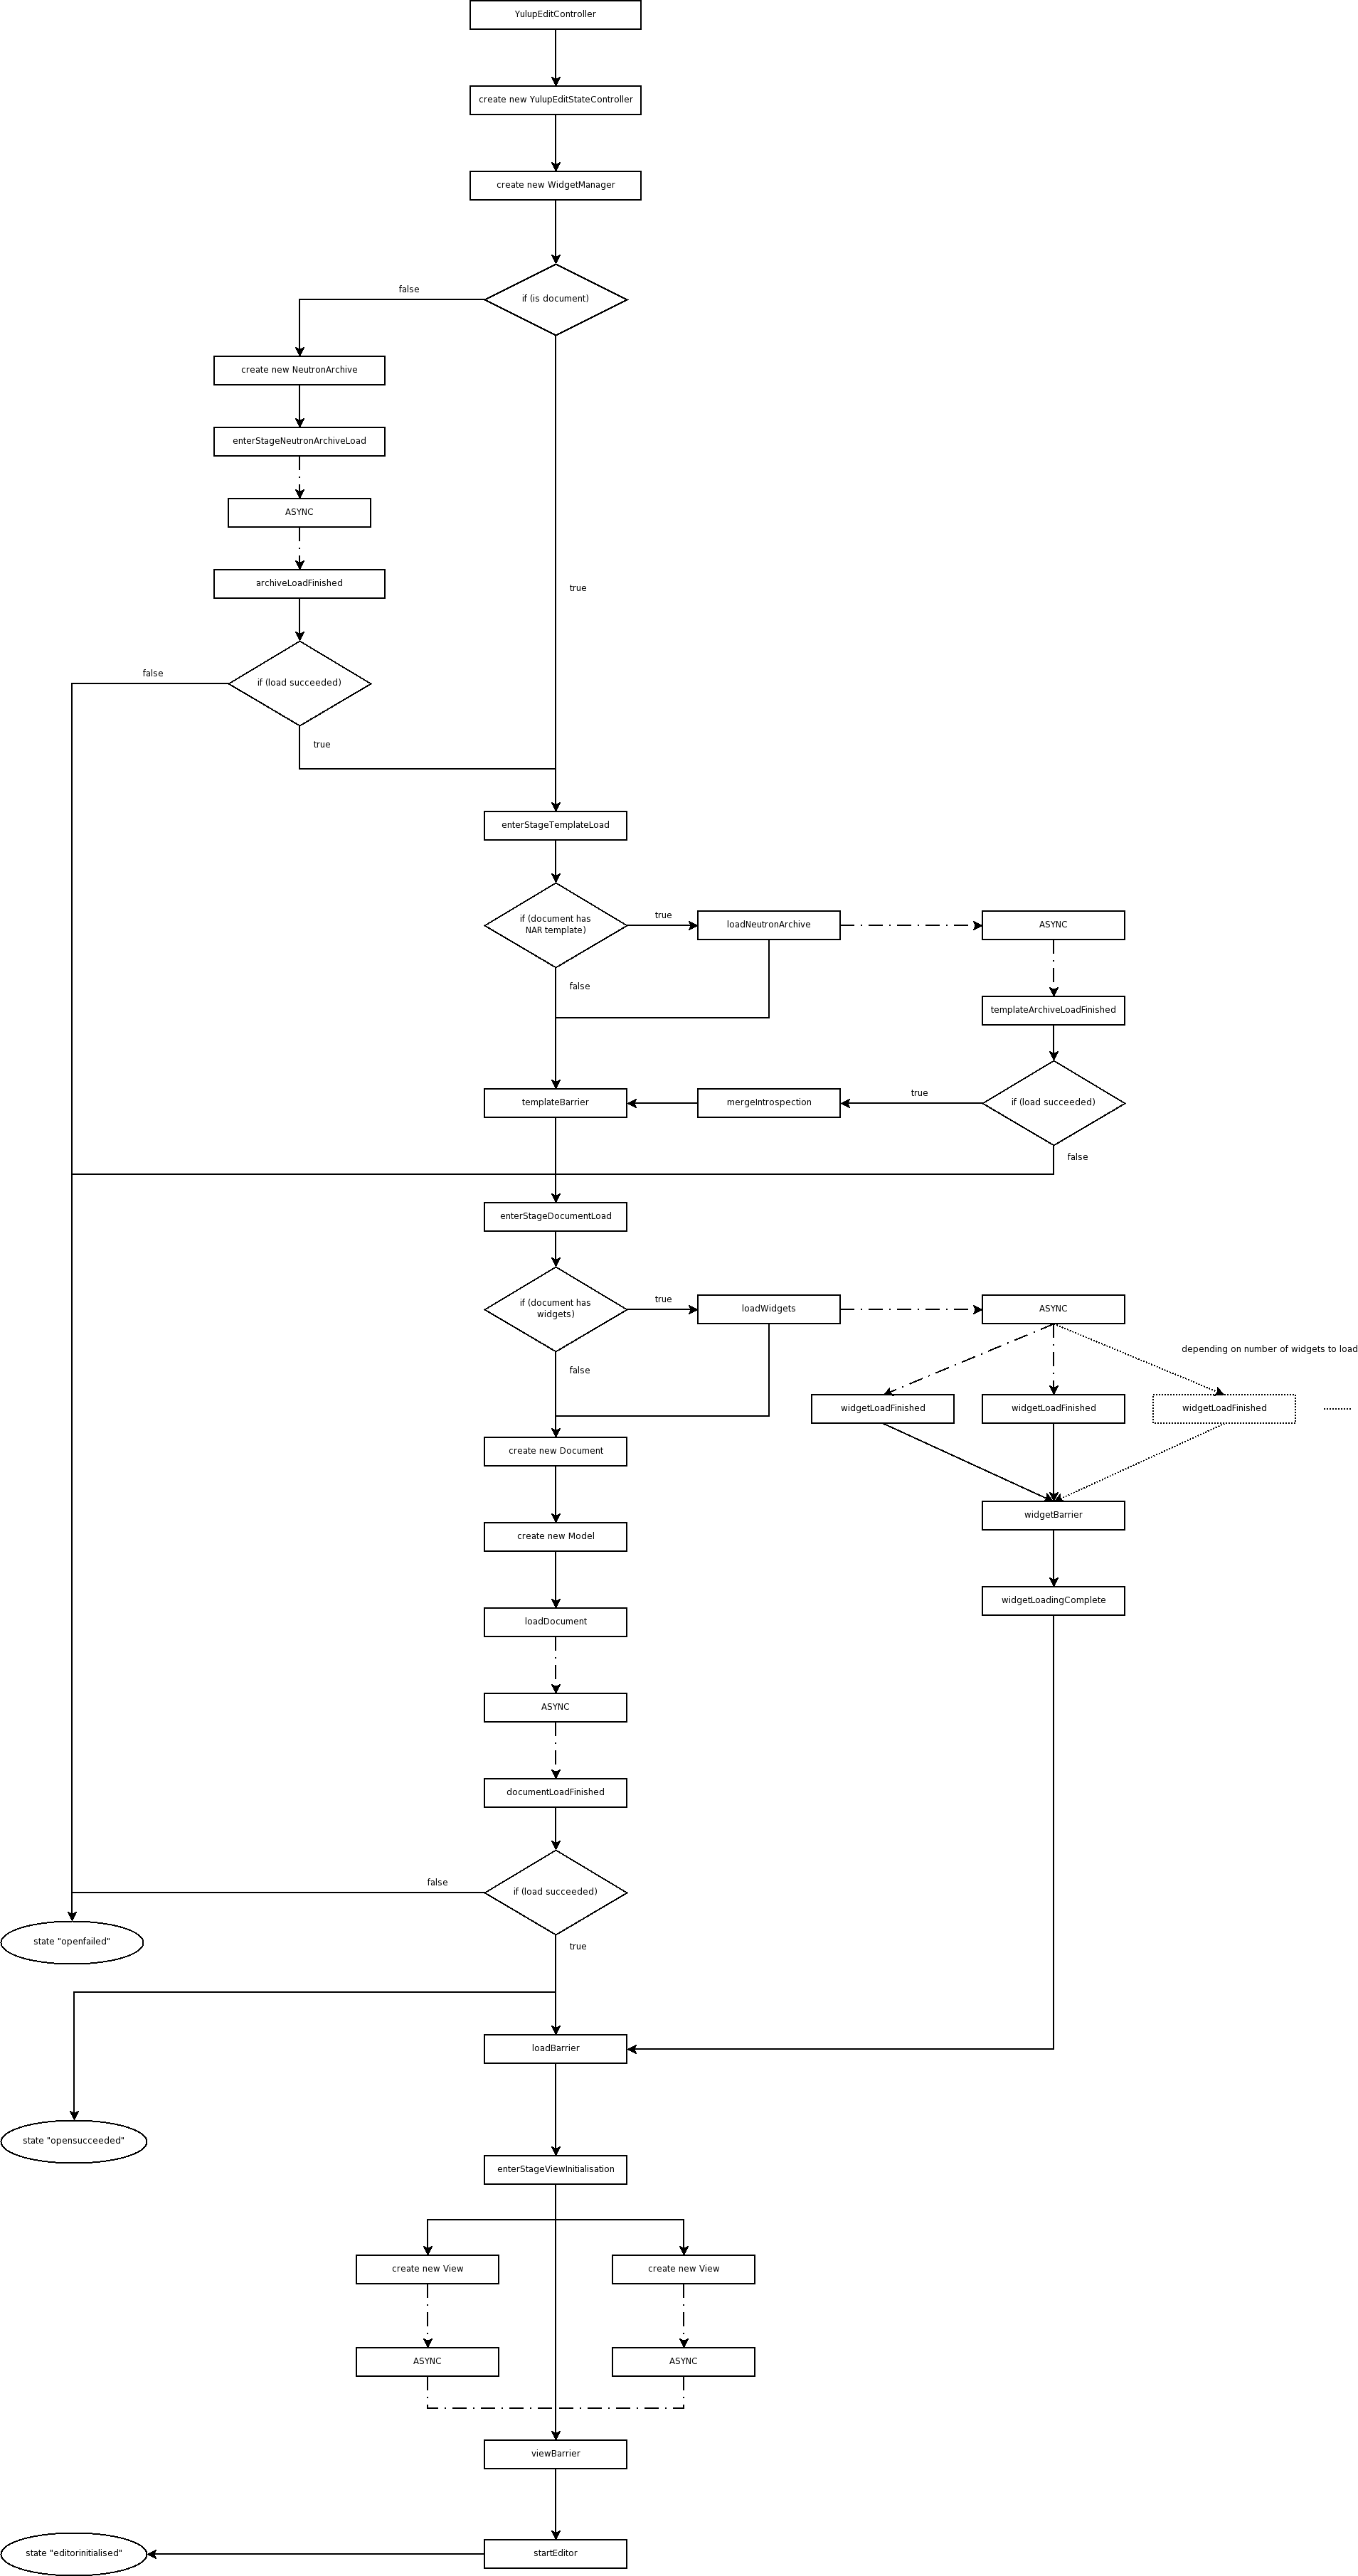 YulupEditController
create new YulupEditStateController
create new WidgetManager
if (is document)
false
create new NeutronArchive
enterStageNeutronArchiveLoad
ASYNC
archiveLoadFinished
true
if (load succeeded)
false
true
enterStageTemplateLoad
if (document has
NAR template)
true
loadNeutronArchive
ASYNC
false
templateArchiveLoadFinished
templateBarrier
mergeIntrospection
true
if (load succeeded)
false
enterStageDocumentLoad
if (document has
widgets)
true
loadWidgets
ASYNC
depending on number of widgets to load
false
widgetLoadFinished
widgetLoadFinished
widgetLoadFinished
create new Document
widgetBarrier
create new Model
widgetLoadingComplete
loadDocument
ASYNC
documentLoadFinished
false
if (load succeeded)
state "openfailed"
true
loadBarrier
state "opensucceeded"
enterStageViewInitialisation
create new View
create new View
ASYNC
ASYNC
viewBarrier
startEditor
state "editorinitialised"